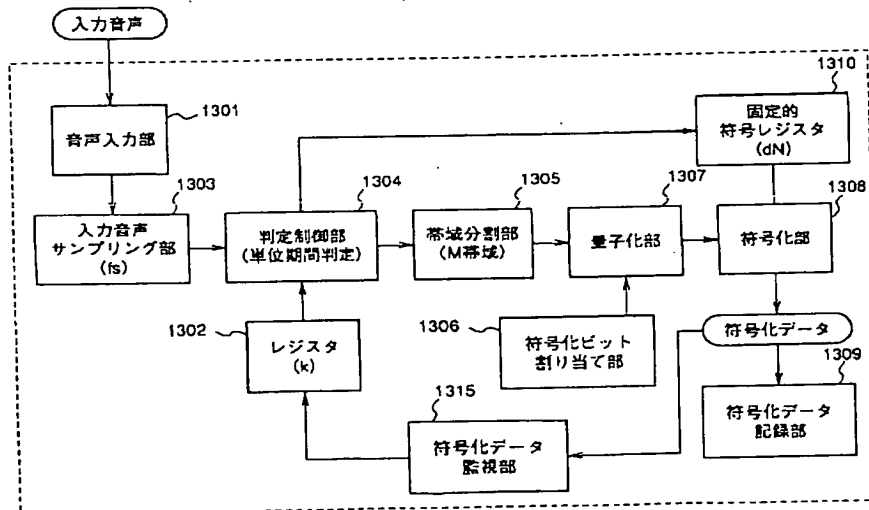 入力音声
1301
音声入力部
1310
固定的
符号レジスタ
(dN)
1303
入力音声
サンプリング部
(fs)
1304
判定制御部
(単位期間判定)
1305
帯域分割部
(M帯域)
1307
量子化部
1308
符号化部
1302
レジスタ
(k)
1306
符号化ビット
割り当て部
符号化データ
1309
符号化データ
記録部
1315
符号化データ
監視部